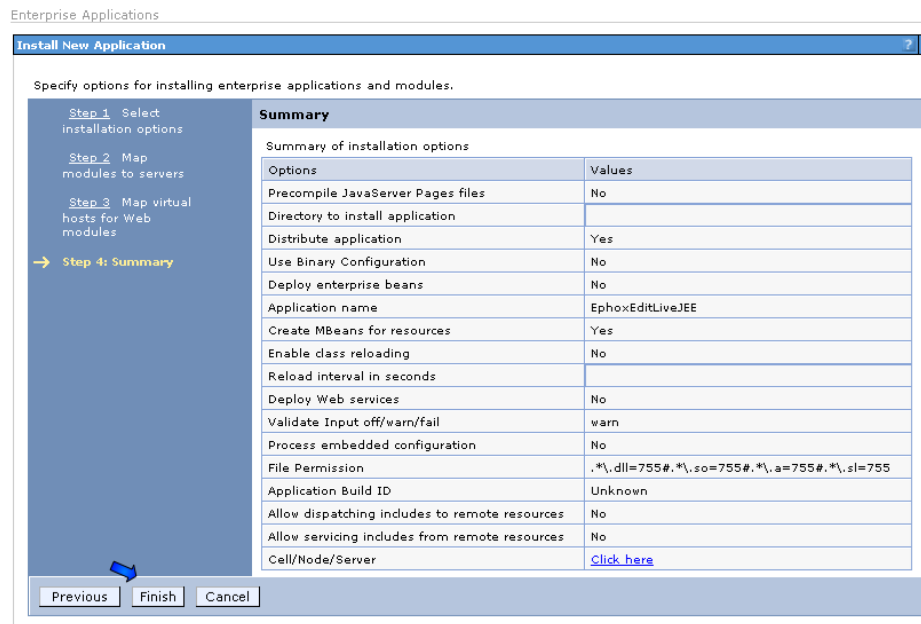 Enterprise Applications
Install New Application
?
Specify options for installing enterprise applications and modules.
Step 1 Select
installation options
Step 2 Map
modules to servers
Step 3 Map virtual
hosts for Web
modules
Step 4: Summary
Summary
Summary of installation options
Options Values
Precompile JavaServer Pages files No
Directory to install application
Distribute application Yes
Use Binary Configuration No
Deploy enterprise beans No
Application name EphoxEditLiveJEE
Create MBeans for resources Yes
Enable class reloading No
Reload interval in seconds
Deploy Web services No
Validate Input off/warn/fail warn
Process embedded configuration No
File Permission .*\.dll=755#.*\.so=755#.*\.a=755#.*\.sl=755
Application Build ID Unknown
Allow dispatching includes to remote resources No
Allow servicing includes from remote resources No
Cell/Node/Server Click here
Previous Finish Cancel